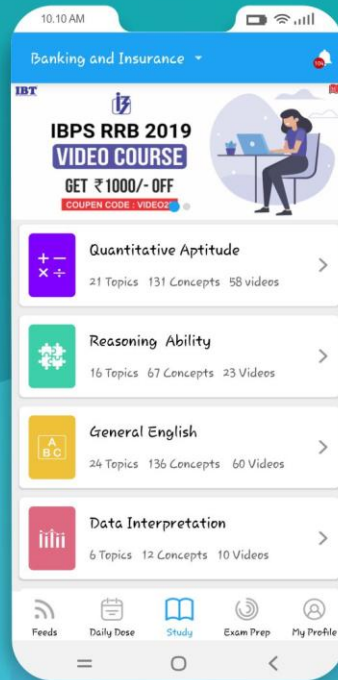 10.10 AM
Banking and Insurance
IBT
IBPS RRB 2019
VIDEO COURSE
GET ₹1000/- OFF
COUPEN CODE : VIDEO2
Quantitative Aptitude
21 Topics 131 Concepts 58 videos
Reasoning Ability
16 Topics 67 Concepts 23 Videos
A
B C
General English
24 Topics 136 Concepts 60 Videos
Data Interpretation
6 Topics 12 Concepts 10 Videos
Feeds Daily Dose Study Exam Prep My Profile